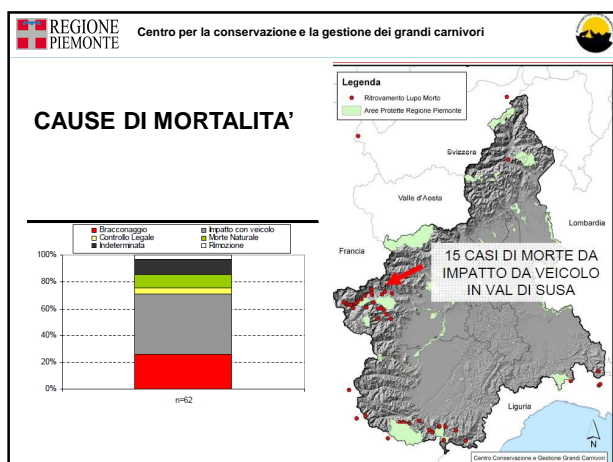 REGIONE
PIEMONTE
Centro per la conservazione e la gestione dei grandi carnivori
CAUSE DI MORTALITA’
Bracconaggio
Impatto con veicolo
Controllo Legale
Morte Naturale
Indeterminata
Rimozione
100%
80%
60%
40%
20%
0%
n=62
Legenda
Ritrovamento Lupo Morto
Aree Protette Regione Piemonte
Svizzera
Valle d'Aosta
Lombardia
Francia
15 CASI DI MORTE DA
IMPATTO DA VEICOLO
IN VAL DI SUSA
Liguria
N
Centro Conservazione e Gestione Grandi Carnivori